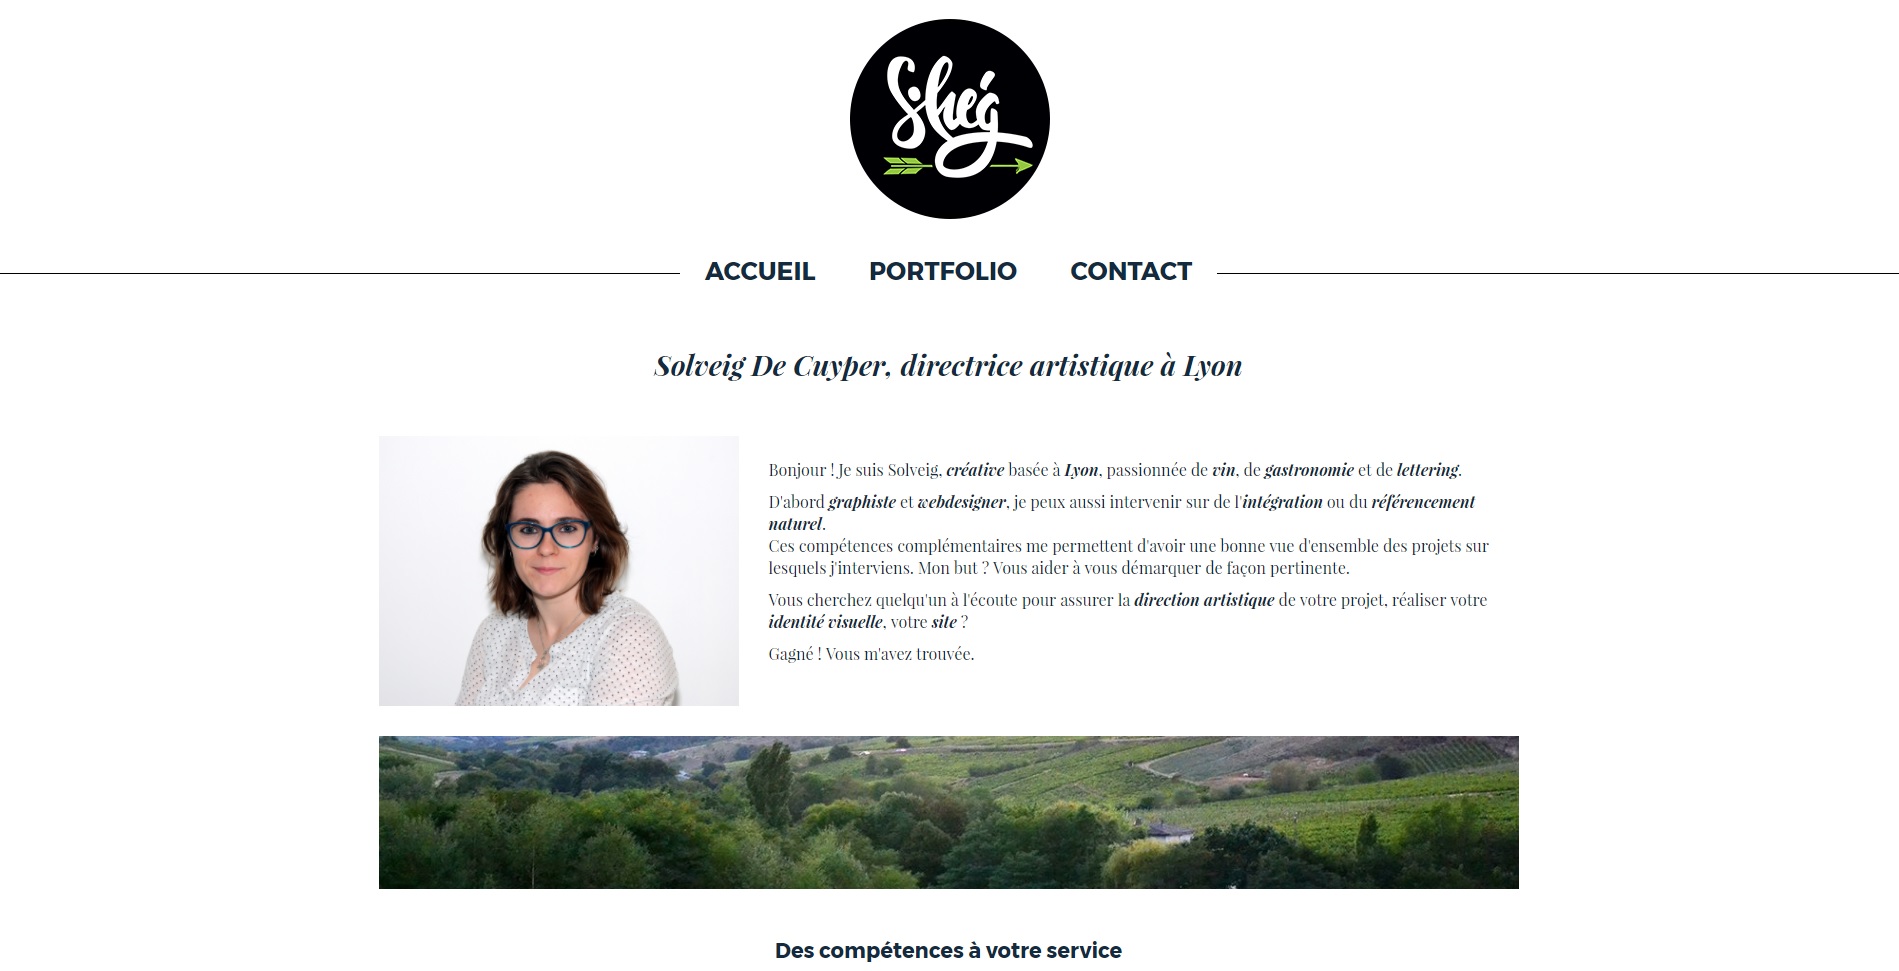 Shég
ACCUEIL PORTFOLIO CONTACT
Solveig De Cuyper, directrice artistique à Lyon
Bonjour ! Je suis Solveig, créative basée à Lyon, passionnée de vin, de gastronomie et de lettering.
D'abord graphiste et webdesigner, je peux aussi intervenir sur de l'intégration ou du référencement
naturel.
Ces compétences complémentaires me permettent d'avoir une bonne vue d'ensemble des projets sur
lesquels j'interviens. Mon but ? Vous aider à vous démarquer de façon pertinente.
Vous cherchez quelqu'un à l'écoute pour assurer la direction artistique de votre projet, réaliser votre
identité visuelle, votre site ?
Gagné ! Vous m'avez trouvée.
Des compétences à votre service